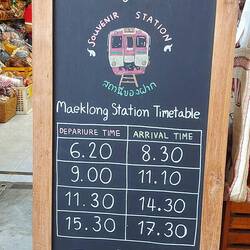 SOUVENIR STATION
สถานีของฝาก
Maeklong Station Timetable
DEPARTURE TIME ARRIVAL TIME
6.20 8.30
9.00 11.10
11.30 14.30
15.30 17.30